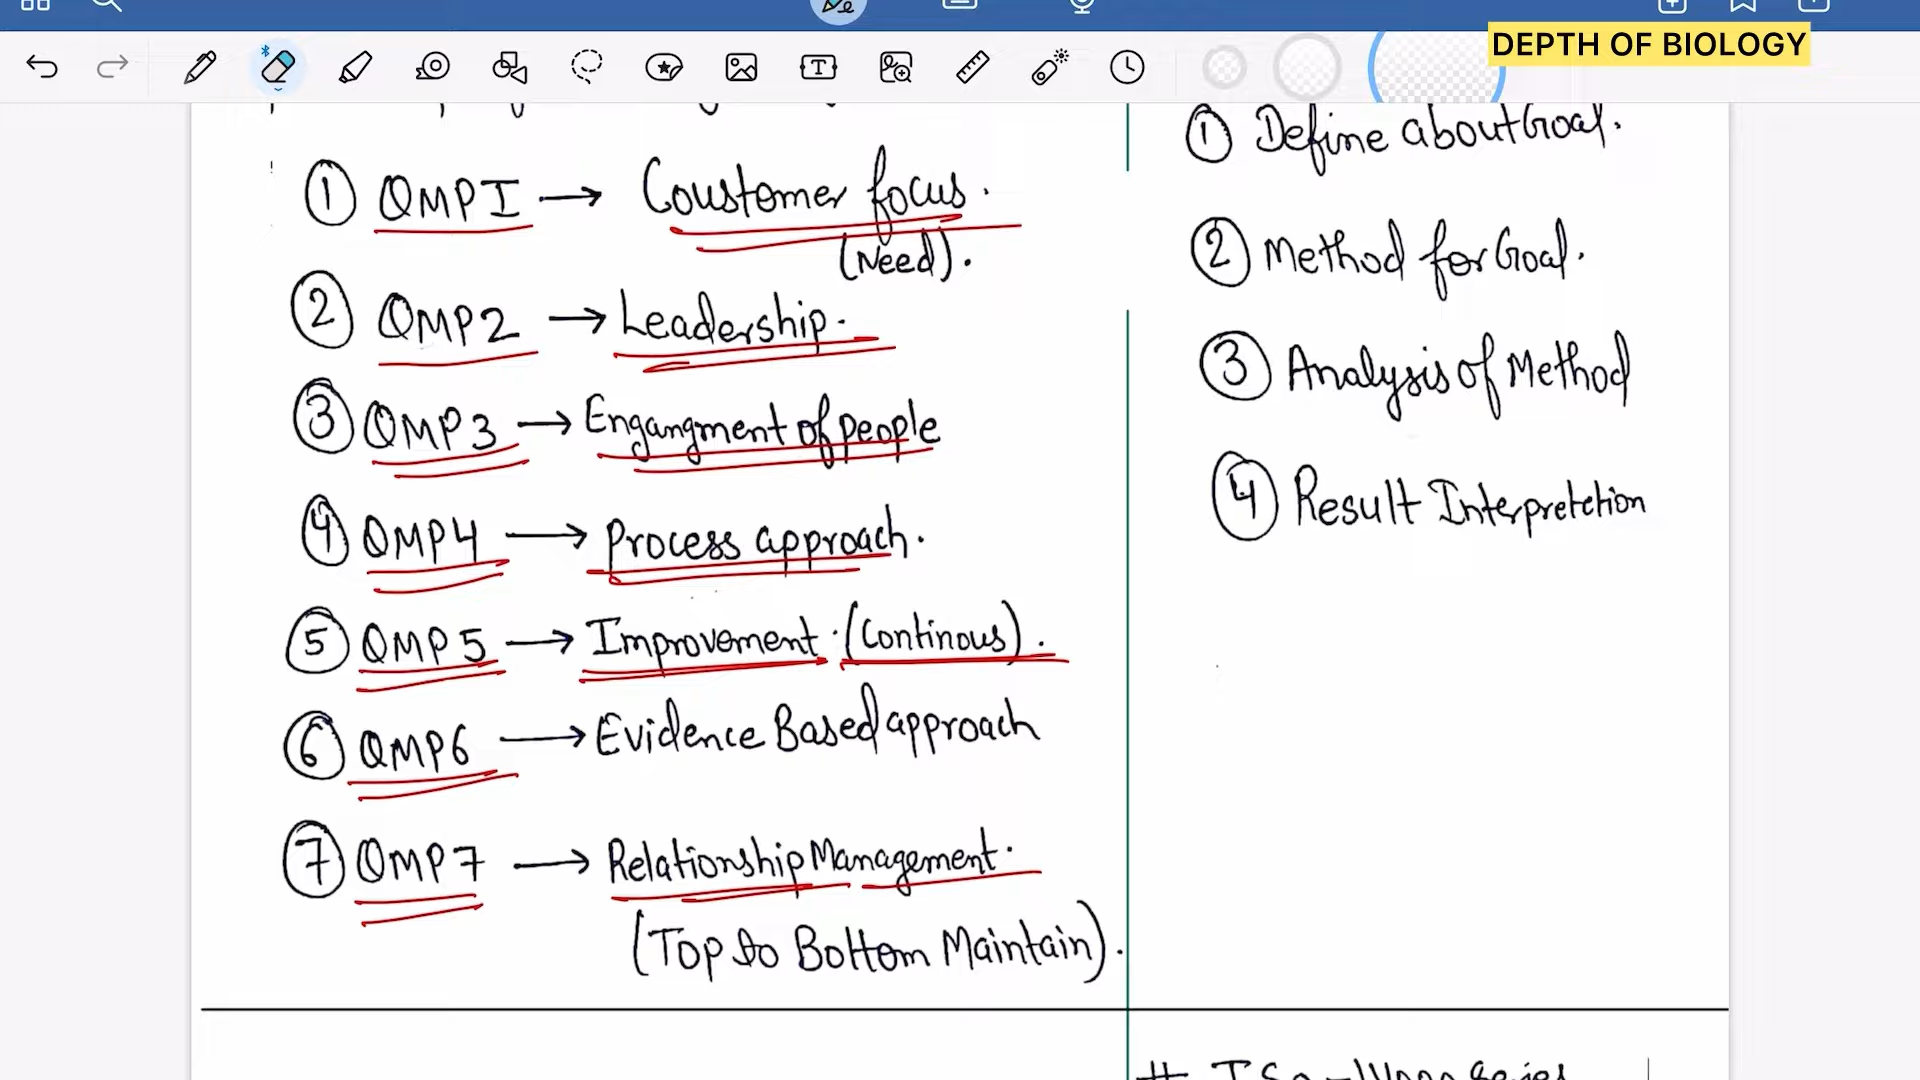 DEPTH OF BIOLOGY
① QMP I → Coustomer focus.
(Need).
② QMP2 → Leadership.
③ QMP3 → Engangment of people
④ QMP4 → Process approach.
⑤ QMP5 → Improvement. (Continous).
⑥ QMP6 → Evidence Based approach
⑦ QMP7 → Relationship Management.
(Top to Bottom Maintain).
① Define about Goal.
② Method for Goal.
③ Analysis of Method
④ Result Interpretction